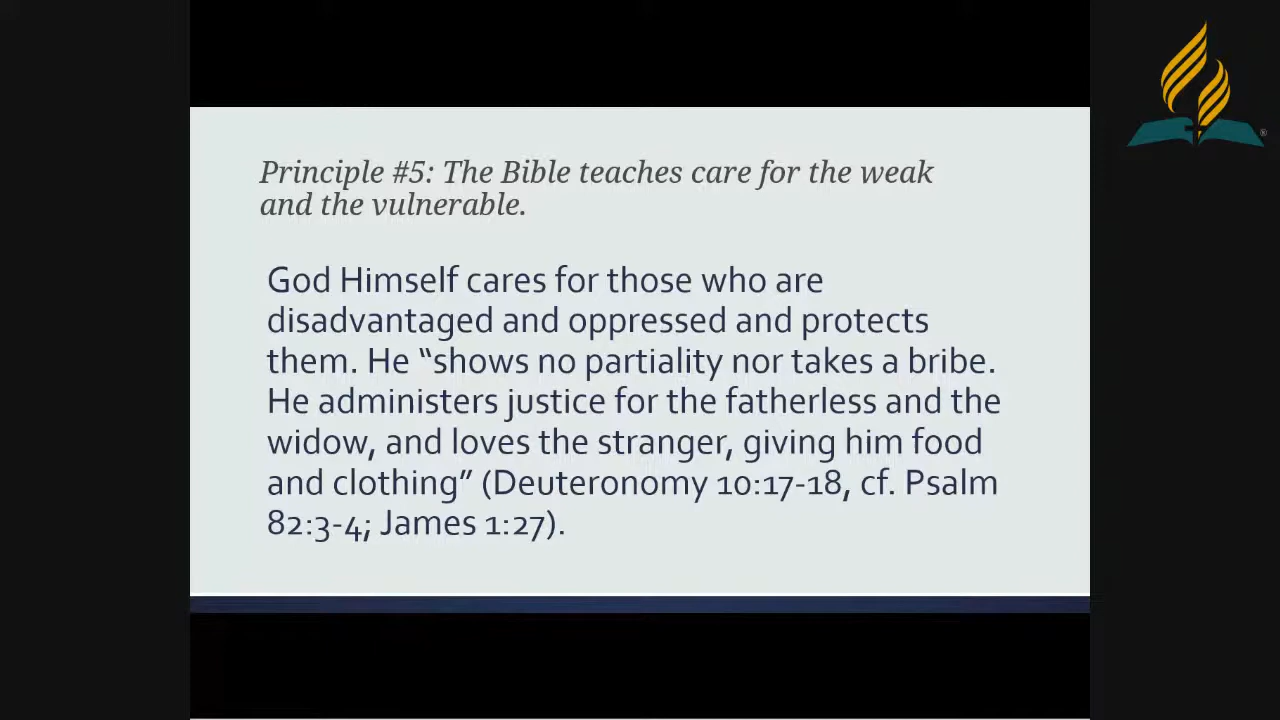 Principle #5: The Bible teaches care for the weak
and the vulnerable.
God Himself cares for those who are
disadvantaged and oppressed and protects
them. He “shows no partiality nor takes a bribe.
He administers justice for the fatherless and the
widow, and loves the stranger, giving him food
and clothing” (Deuteronomy 10:17-18, cf. Psalm
82:3-4; James 1:27).
®